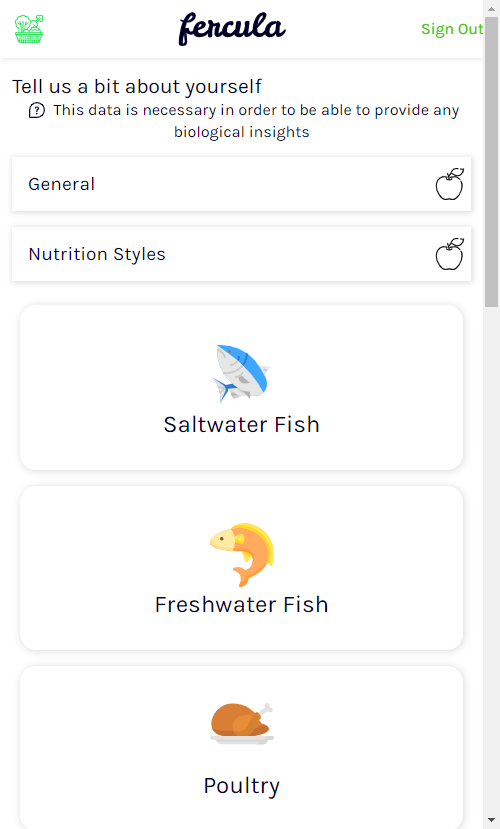 fercula
Sign Out
Tell us a bit about yourself
? This data is necessary in order to be able to provide any
biological insights
General
Nutrition Styles
Saltwater Fish
Freshwater Fish
Poultry